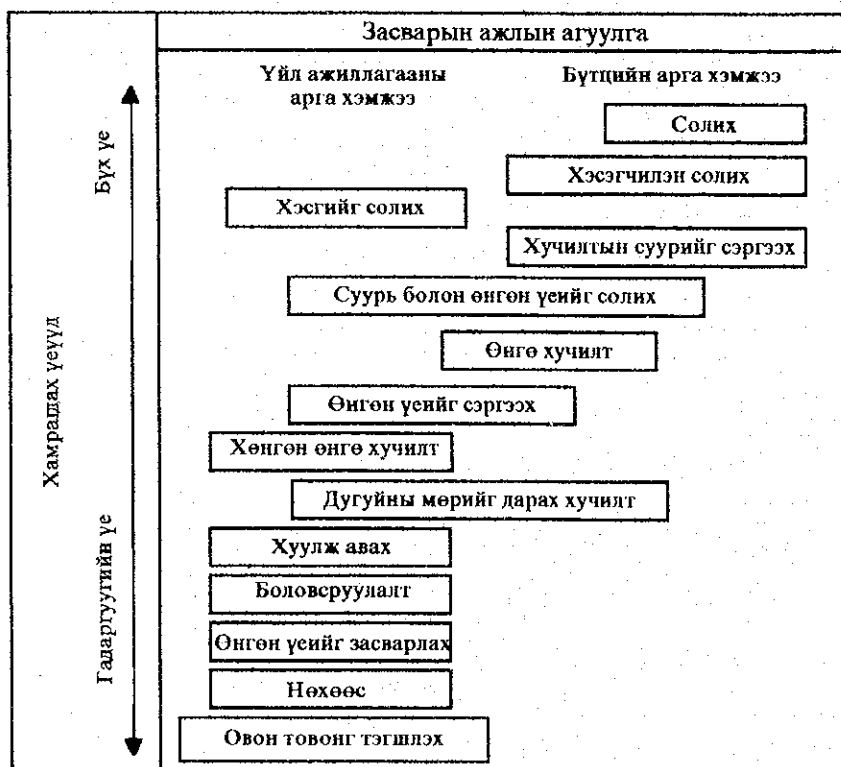 Засварын ажлын агуулга
Үйл ажиллагааны
арга хэмжээ
Бүтцийн арга хэмжээ
Хамрагдах үеүүд
Бүх үе
Гадаргуугийн үе
Солих
Хэсэгчилэн солих
Хэсгийг солих
Хучилтын суурийг сэргээх
Суурь болон өнгөн үеийг солих
Өнгө хучилт
Өнгөн үеийг сэргээх
Хөнгөн өнгө хучилт
Дугуйны мөрийг дарах хучилт
Хуулж авах
Боловсруулалт
Өнгөн үеийг засварлах
Нөхөөс
Овон товонг тэгшлэх